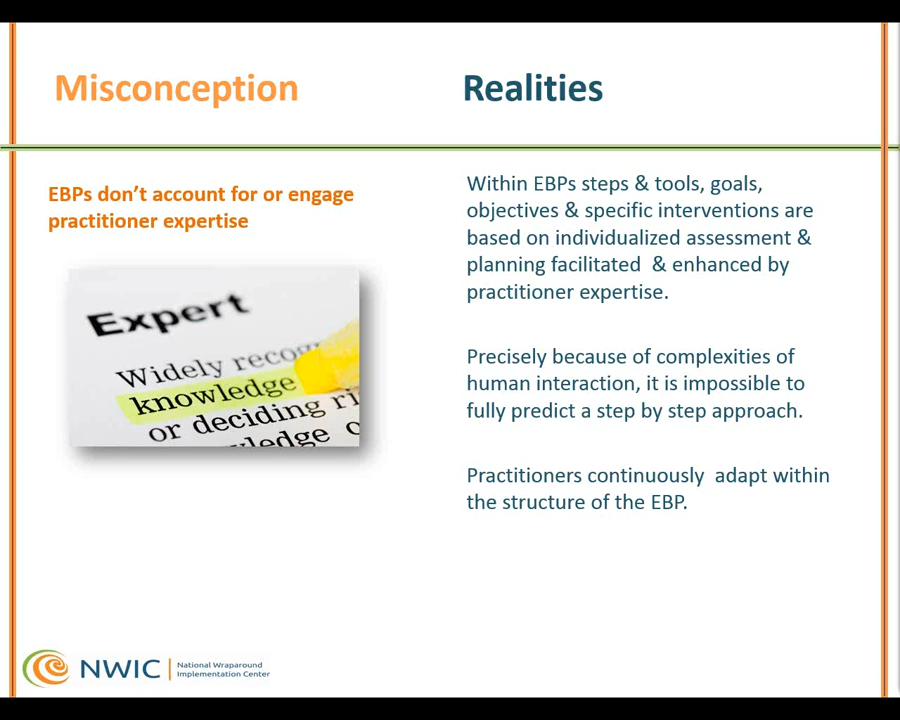 Misconception
Realities
EBPs don't account for or engage
practitioner expertise
Expert
Widely
knowledge
or deciding
Within EBPs steps & tools, goals,
objectives & specific interventions are
based on individualized assessment &
planning facilitated  & enhanced by
practitioner expertise.
Precisely because of complexities of
human interaction, it is impossible to
fully predict a step by step approach.
Practitioners continuously  adapt within
the structure of the EBP.
NWIC
National Wraparound
Implementation Center